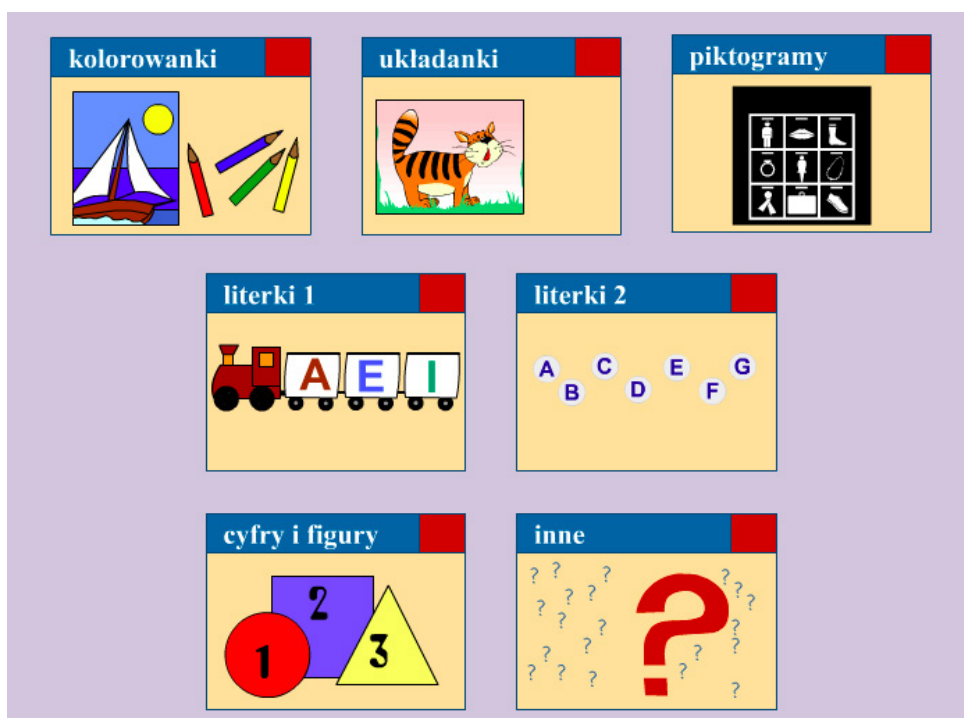 kolorowanki
układanki
piktogramy
literki 1
A E I
literki 2
A B C D E F G
cyfry i figury
1 2 3
inne
? ? ? ? ? ? ? ? ? ? ? ? ? ? ? ? ? ? ? ? ? ?